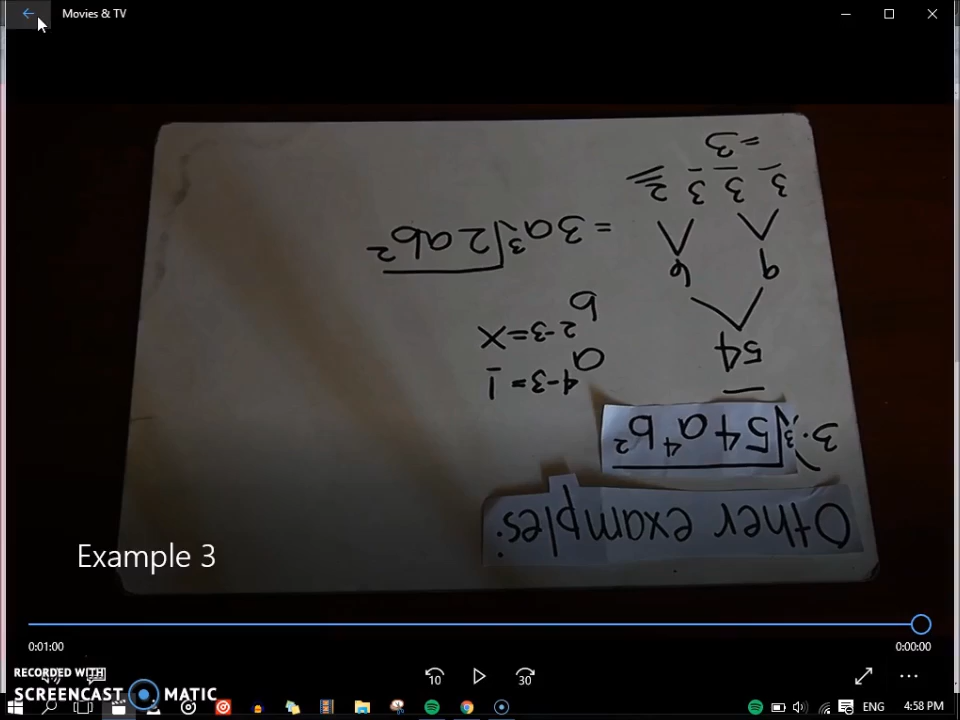 Movies & TV
Other examples:
3.) ³√54a⁴b²
54
9 6
3 3 3 2
=3
a
4-3=1
b
2-3=x
=3a³√2ab²
Example 3
0:01:00
0:00:00
10
30
RECORDED WITH
SCREENCAST MATIC
ENG
4:58 PM